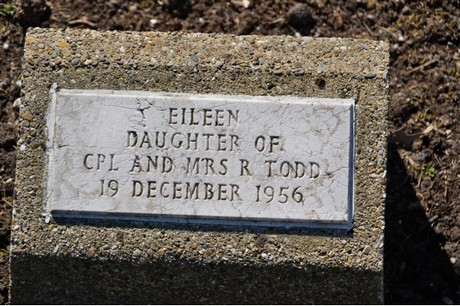 EILEEN
DAUGHTER OF
CPL AND MRS R TODD
19 DECEMBER 1956